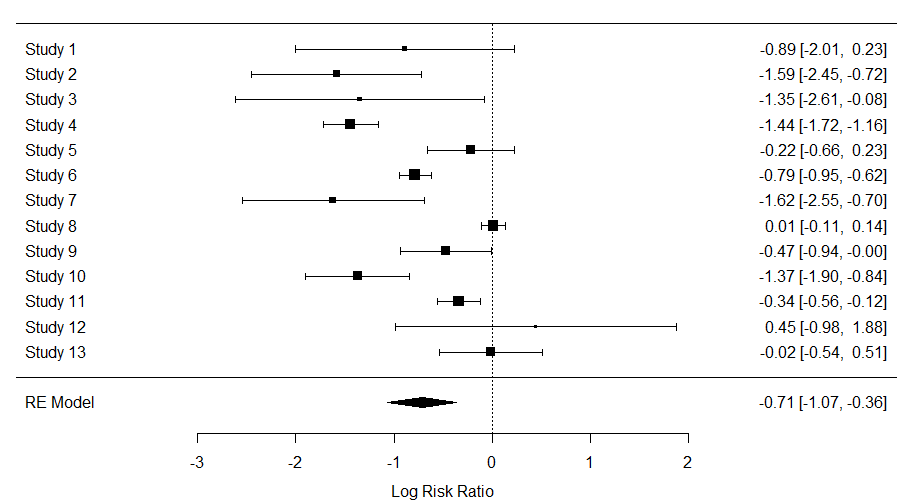 Study 1 -0.89 [-2.01, 0.23]
Study 2 -1.59 [-2.45, -0.72]
Study 3 -1.35 [-2.61, -0.08]
Study 4 -1.44 [-1.72, -1.16]
Study 5 -0.22 [-0.66, 0.23]
Study 6 -0.79 [-0.95, -0.62]
Study 7 -1.62 [-2.55, -0.70]
Study 8 0.01 [-0.11, 0.14]
Study 9 -0.47 [-0.94, -0.00]
Study 10 -1.37 [-1.90, -0.84]
Study 11 -0.34 [-0.56, -0.12]
Study 12 0.45 [-0.98, 1.88]
Study 13 -0.02 [-0.54, 0.51]
RE Model -0.71 [-1.07, -0.36]
-3 -2 -1 0 1 2
Log Risk Ratio